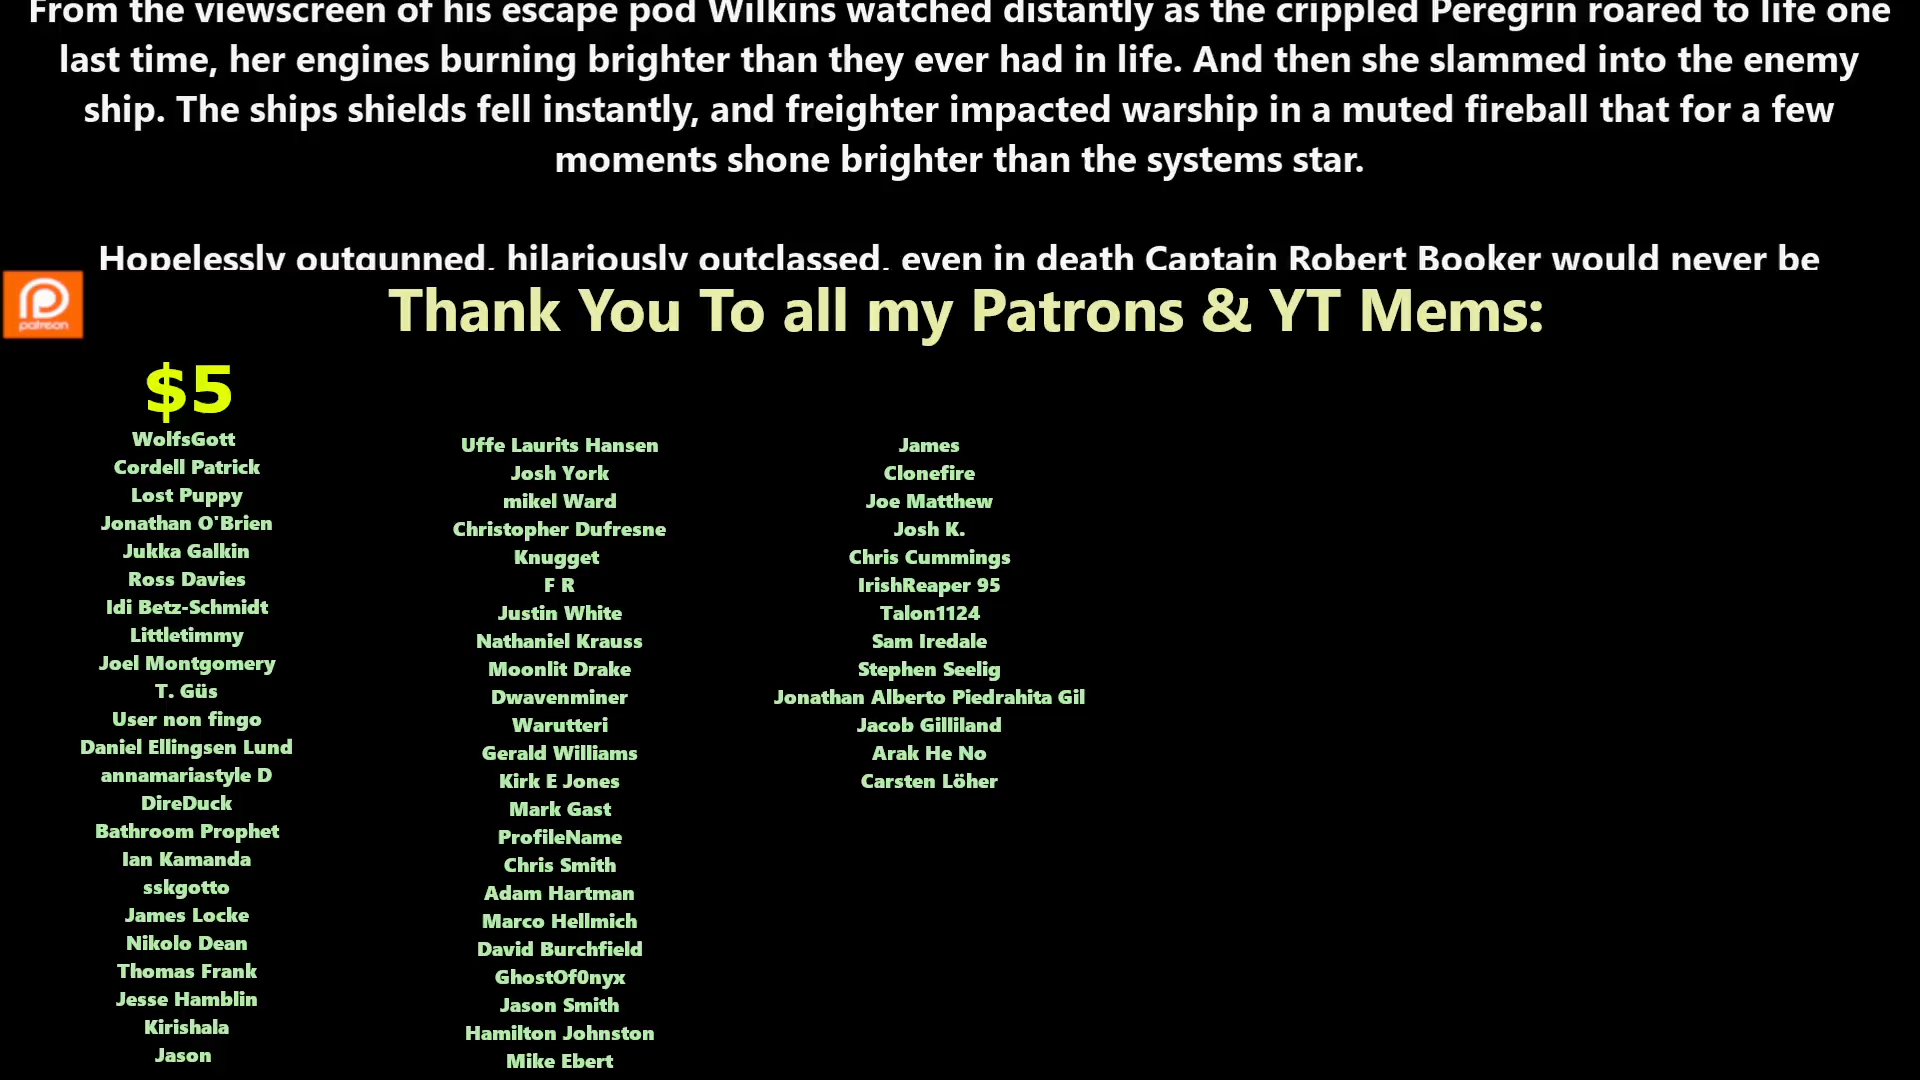 From the viewscreen of his escape pod Wilkins watched distantly as the crippled Peregrin roared to life one
last time, her engines burning brighter than they ever had in life. And then she slammed into the enemy
ship. The ships shields fell instantly, and freighter impacted warship in a muted fireball that for a few
moments shone brighter than the systems star.
Hopelessly outgunned, hilariously outclassed, even in death Captain Robert Booker would never be
patreon
Thank You To all my Patrons & YT Mems:
$5
WolfsGott
Cordell Patrick
Lost Puppy
Jonathan O'Brien
Jukka Galkin
Ross Davies
Idi Betz-Schmidt
Littletimmy
Joel Montgomery
T. Güs
User non fingo
Daniel Ellingsen Lund
annamariastyle D
DireDuck
Bathroom Prophet
Ian Kamanda
sskgotto
James Locke
Nikolo Dean
Thomas Frank
Jesse Hamblin
Kirishala
Jason
Uffe Laurits Hansen
Josh York
mikel Ward
Christopher Dufresne
Knugget
F R
Justin White
Nathaniel Krauss
Moonlit Drake
Dwavenminer
Warutteri
Gerald Williams
Kirk E Jones
Mark Gast
ProfileName
Chris Smith
Adam Hartman
Marco Hellmich
David Burchfield
GhostOf0nyx
Jason Smith
Hamilton Johnston
Mike Ebert
James
Clonefire
Joe Matthew
Josh K.
Chris Cummings
IrishReaper 95
Talon1124
Sam Iredale
Stephen Seelig
Jonathan Alberto Piedrahita Gil
Jacob Gilliland
Arak He No
Carsten Löher